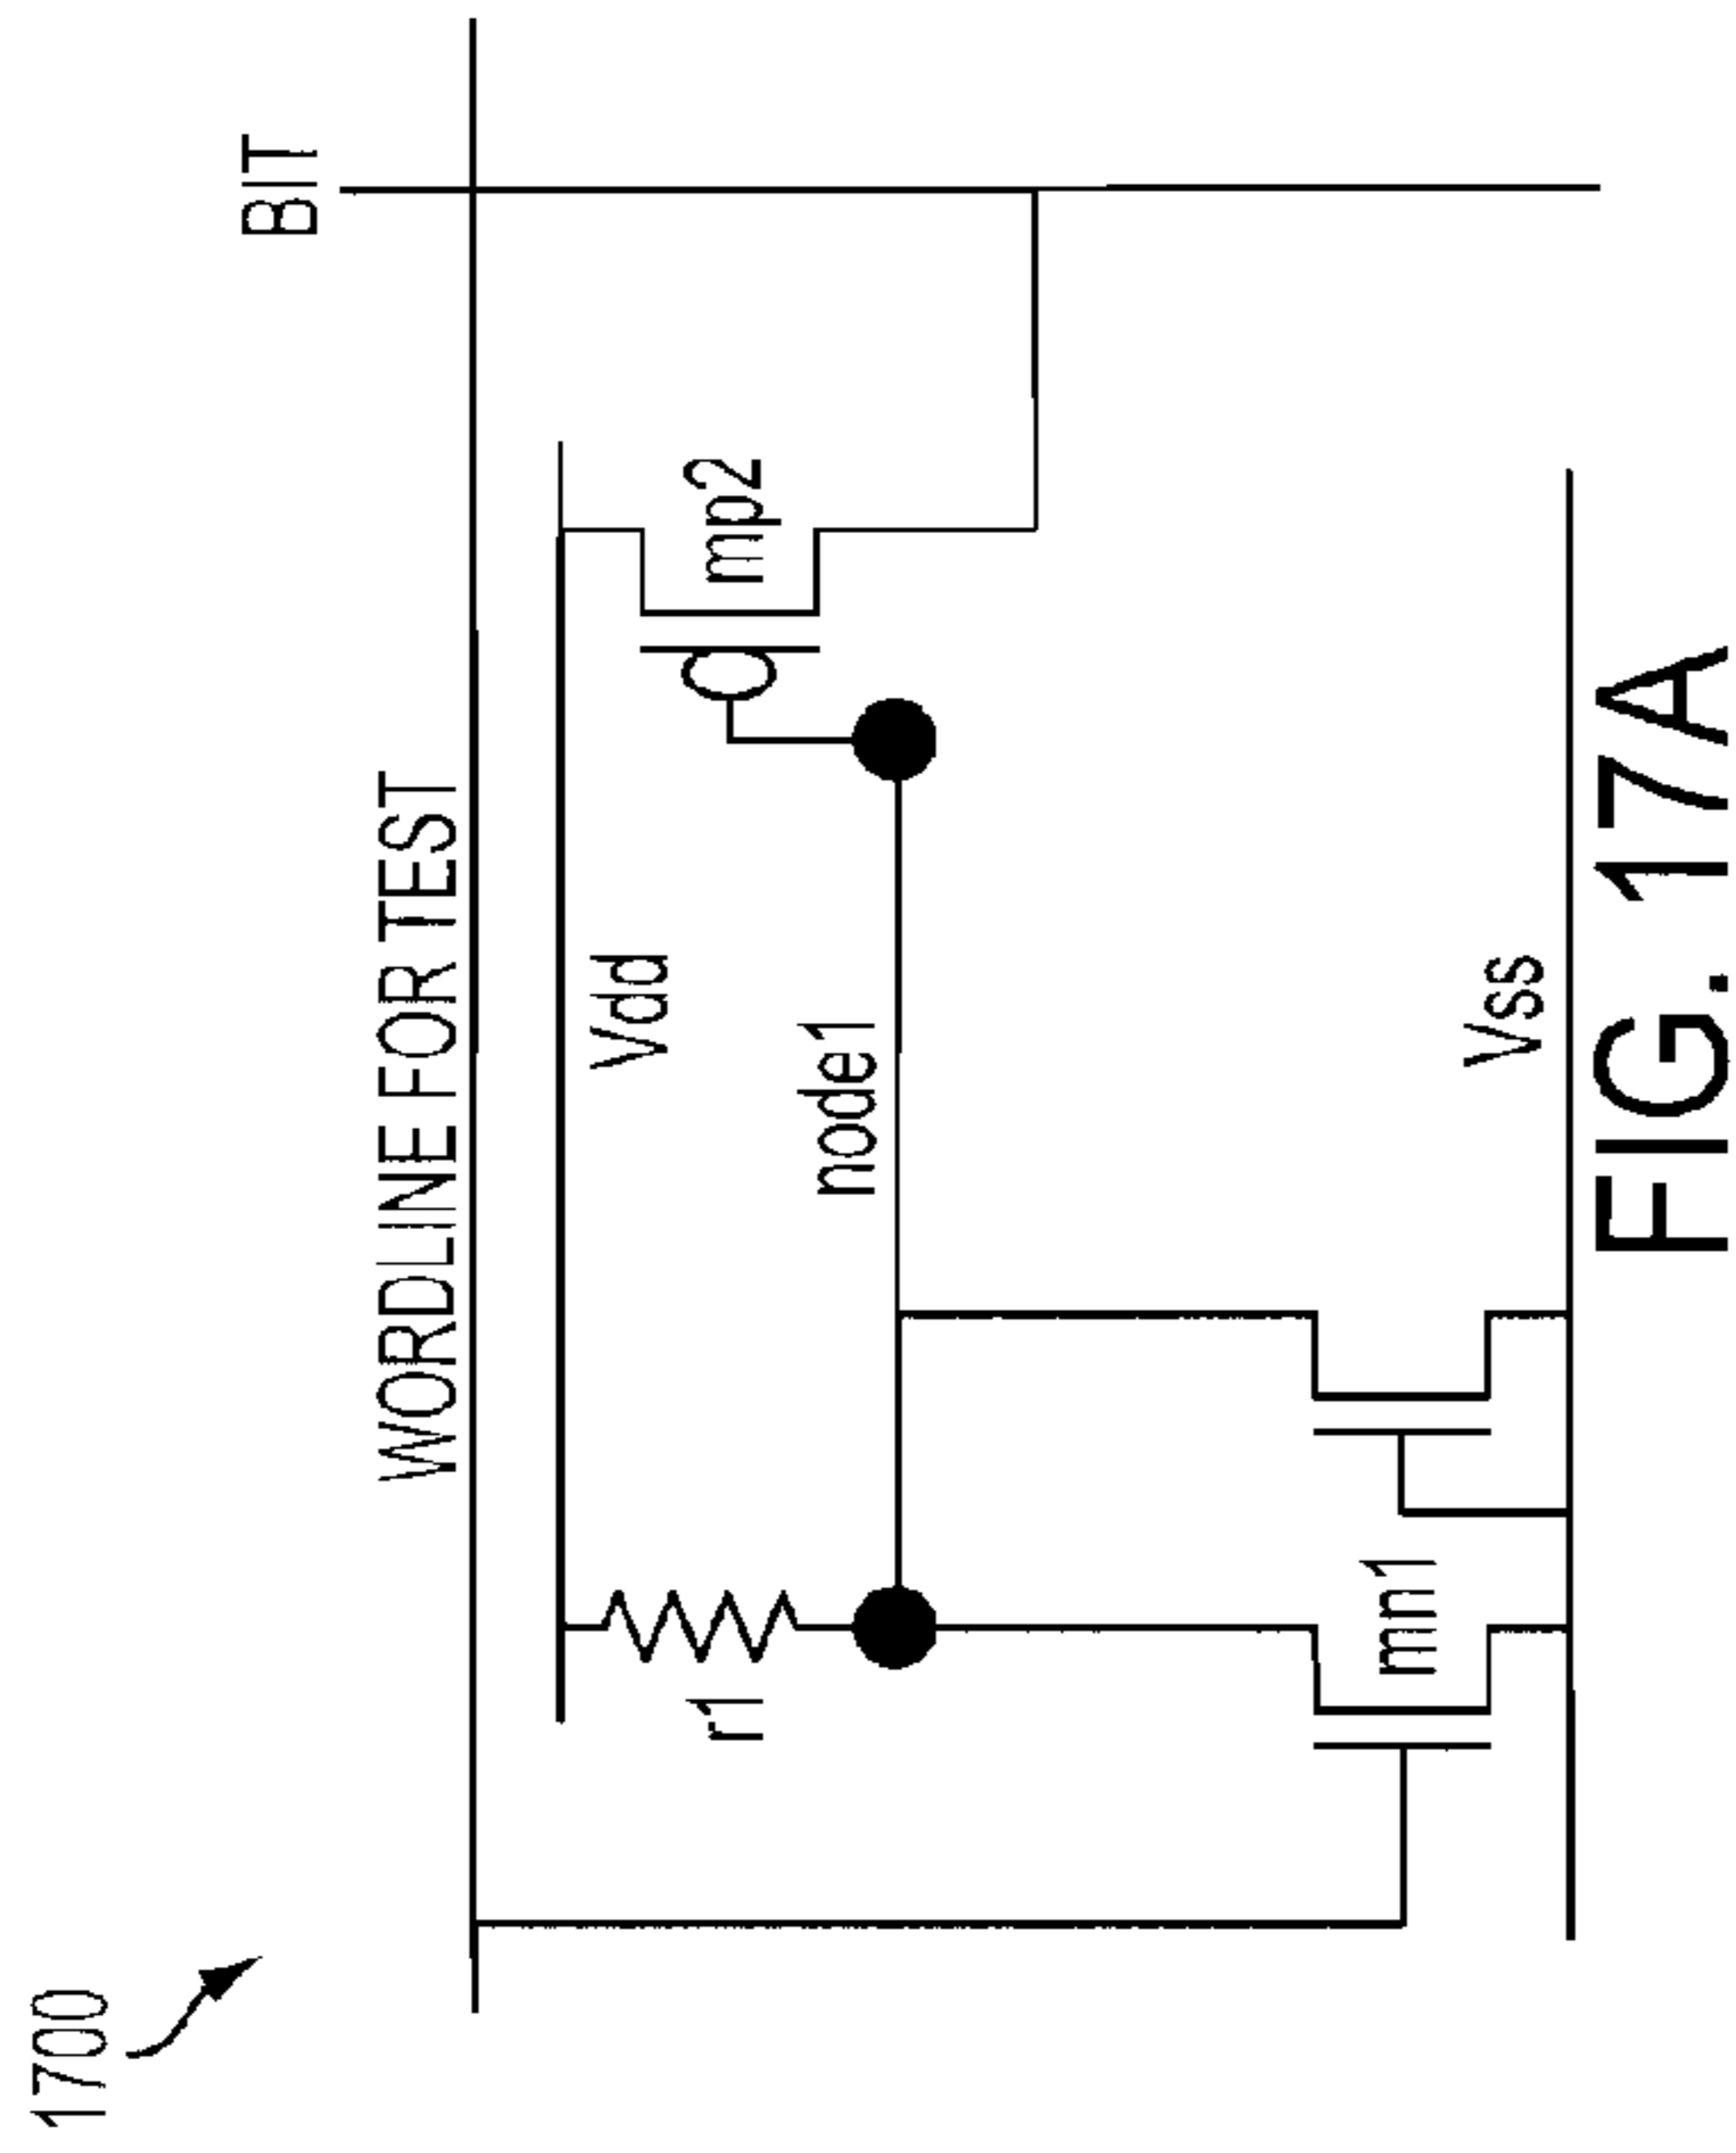 1700
BIT
WORDLINE FOR TEST
Vdd
r1
mp2
node1
mn1
Vss
FIG. 17A